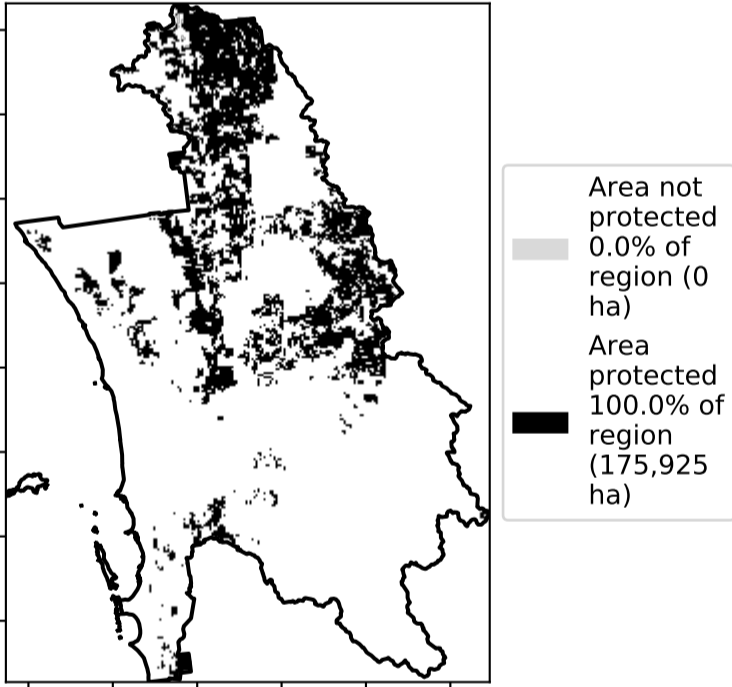 Area not
protected
0.0% of
region (0
ha)
Area
protected
100.0% of
region
(175,925
ha)